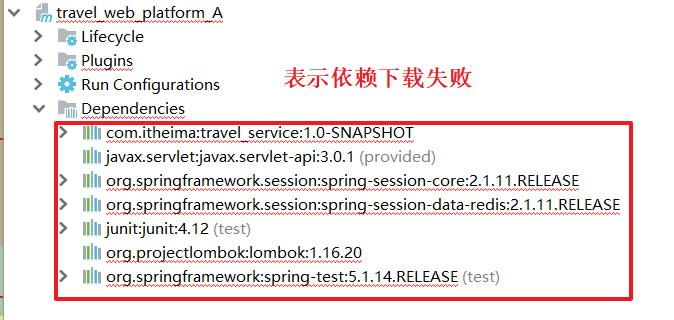 travel_web_platform_A
Lifecycle
Plugins
Run Configurations
表示依赖下载失败
Dependencies
com.itheima:travel_service:1.0-SNAPSHOT
javax.servlet:javax.servlet-api:3.0.1 (provided)
org.springframework.session:spring-session-core:2.1.11.RELEASE
org.springframework.session:spring-session-data-redis:2.1.11.RELEASE
junit:junit:4.12 (test)
org.projectlombok:lombok:1.16.20
org.springframework:spring-test:5.1.14.RELEASE (test)